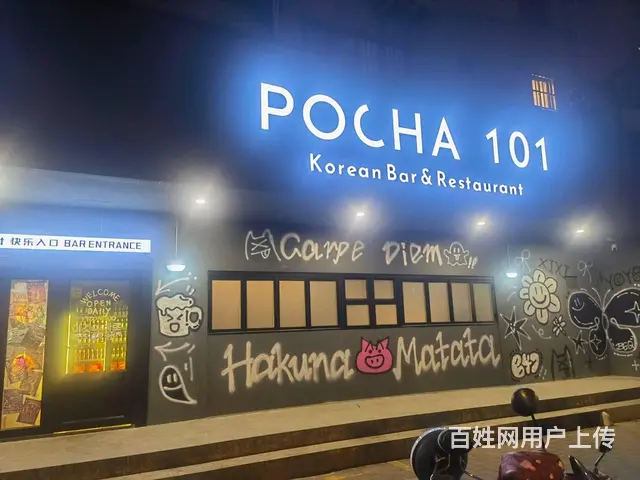 POCHA 101
Korean Bar & Restaurant
快乐入口 BAR ENTRANCE
Carpe Diem
WELCOME
OPEN
DAILY
Hakuna Matata
百姓网用户上传